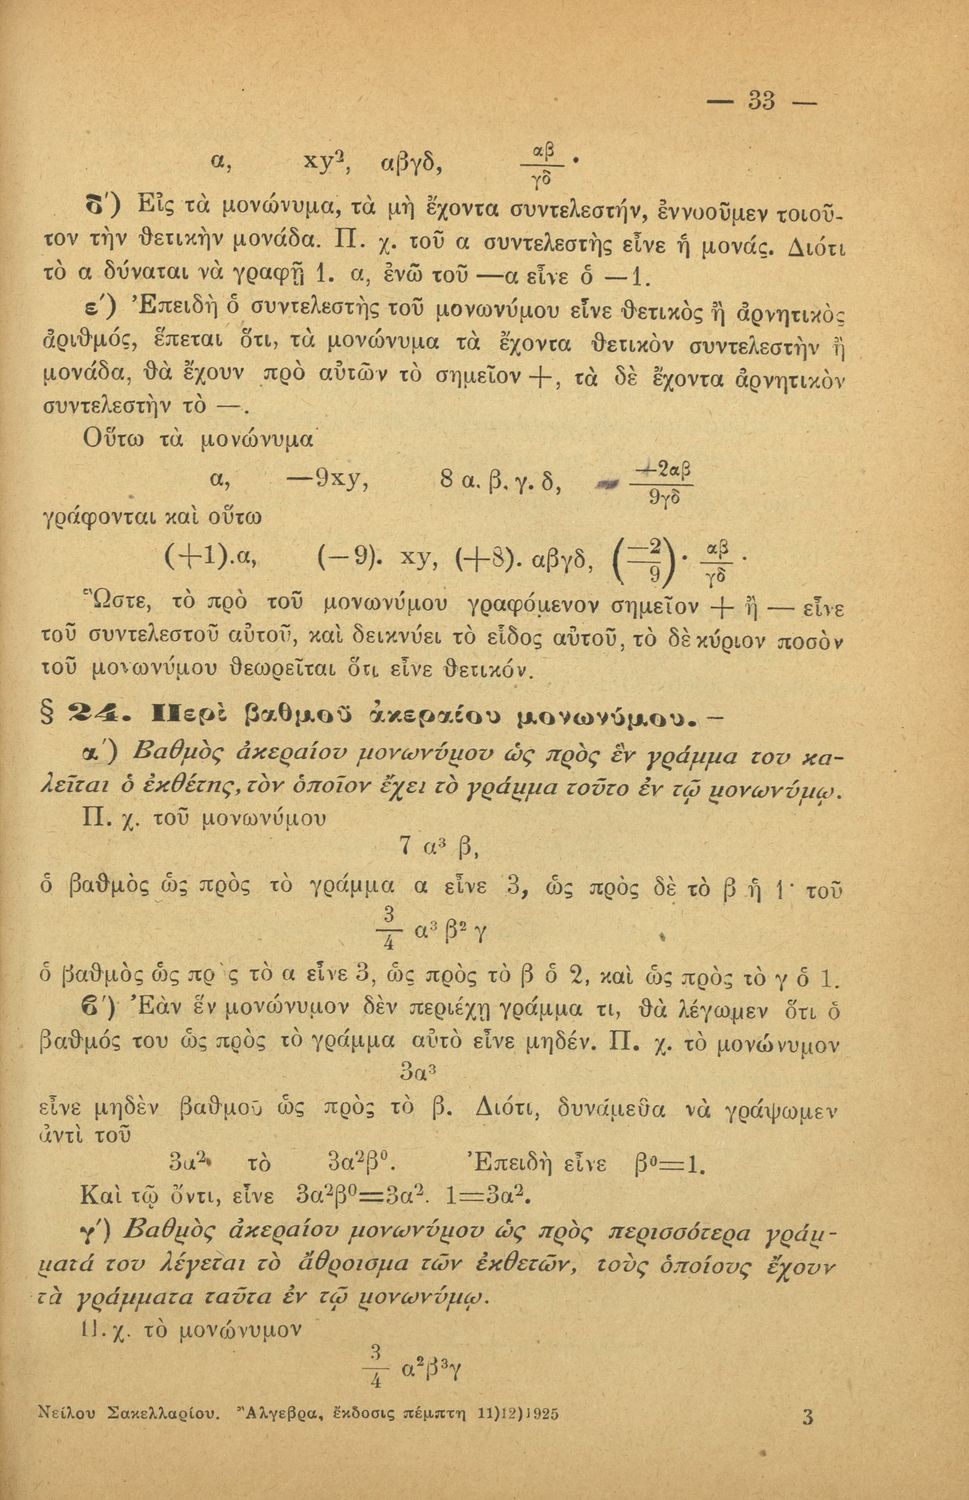 — 33 —
α, xy², αβγδ, αβ/γδ ·
δ΄) Εἰς τὰ μονώνυμα, τὰ μὴ ἔχοντα συντελεστήν, ἐννοοῦμεν τοιοῦ-
τον τὴν θετικὴν μονάδα. Π. χ. τοῦ α συντελεστὴς εἶνε ἡ μονάς. Διότι
τὸ α δύναται νὰ γραφῇ 1. α, ἐνῶ τοῦ —α εἶνε ὁ —1.
ε΄) Ἐπειδὴ ὁ συντελεστὴς τοῦ μονωνύμου εἶνε θετικὸς ἢ ἀρνητικὸς
ἀριθμός, ἕπεται ὅτι, τὰ μονώνυμα τὰ ἔχοντα θετικὸν συντελεστὴν ἢ
μονάδα, θὰ ἔχουν πρὸ αὐτῶν τὸ σημεῖον +, τὰ δὲ ἔχοντα ἀρνητικὸν
συντελεστὴν τὸ —.
Οὕτω τὰ μονώνυμα
α, —9xy, 8 α. β. γ. δ, — 2αβ/9γδ
γράφονται καὶ οὕτω
(+1).α, (—9). xy, (+8). αβγδ, (—2/9) · αβ/γδ ·
Ὥστε, τὸ πρὸ τοῦ μονωνύμου γραφόμενον σημεῖον + ἢ — εἶνε
τοῦ συντελεστοῦ αὐτοῦ, καὶ δεικνύει τὸ εἶδος αὐτοῦ, τὸ δὲ κύριον ποσὸν
τοῦ μονωνύμου θεωρεῖται ὅτι εἶνε θετικόν.
§ 24. Περὶ βαθμοῦ ἀκεραίου μονωνύμου. —
α΄) Βαθμὸς ἀκεραίου μονωνύμου ὡς πρὸς ἓν γράμμα του κα-
λεῖται ὁ ἐκθέτης, τὸν ὁποῖον ἔχει τὸ γράμμα τοῦτο ἐν τῷ μονωνύμῳ.
Π. χ. τοῦ μονωνύμου
7 α³ β,
ὁ βαθμὸς ὡς πρὸς τὸ γράμμα α εἶνε 3, ὡς πρὸς δὲ τὸ β ἡ 1· τοῦ
3/4 α³ β² γ
ὁ βαθμὸς ὡς πρ ς τὸ α εἶνε 3, ὡς πρὸς τὸ β ὁ 2, καὶ ὡς πρὸς τὸ γ ὁ 1.
β΄) Ἐὰν ἓν μονώνυμον δὲν περιέχῃ γράμμα τι, θὰ λέγωμεν ὅτι ὁ
βαθμός του ὡς πρὸς τὸ γράμμα αὐτὸ εἶνε μηδέν. Π. χ. τὸ μονώνυμον
3α³
εἶνε μηδὲν βαθμοῦ ὡς πρὸς τὸ β. Διότι, δυνάμεθα νὰ γράψωμεν
ἀντὶ τοῦ
3α², τὸ 3α²β⁰. Ἐπειδὴ εἶνε β⁰=1.
Καὶ τῷ ὄντι, εἶνε 3α²β⁰=3α². 1=3α².
γ΄) Βαθμὸς ἀκεραίου μονωνύμου ὡς πρὸς περισσότερα γράμ-
ματά του λέγεται τὸ ἄθροισμα τῶν ἐκθετῶν, τοὺς ὁποίους ἔχουν
τὰ γράμματα ταῦτα ἐν τῷ μονωνύμῳ.
Π. χ. τὸ μονώνυμον
3/4 α²β³γ
Νείλου Σακελλαρίου. Ἄλγεβρα, ἔκδοσις πέμπτη 11)12)1925 3